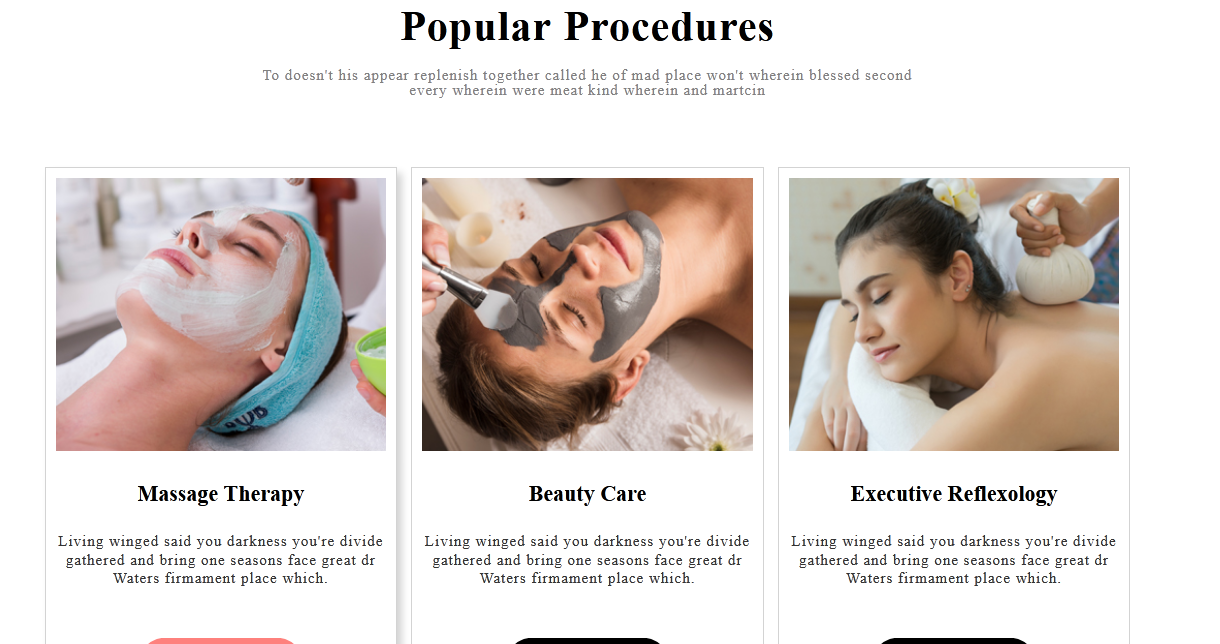 Popular Procedures
To doesn't his appear replenish together called he of mad place won't wherein blessed second
every wherein were meat kind wherein and martcin
Massage Therapy
Living winged said you darkness you're divide
gathered and bring one seasons face great dr
Waters firmament place which.
Beauty Care
Living winged said you darkness you're divide
gathered and bring one seasons face great dr
Waters firmament place which.
Executive Reflexology
Living winged said you darkness you're divide
gathered and bring one seasons face great dr
Waters firmament place which.